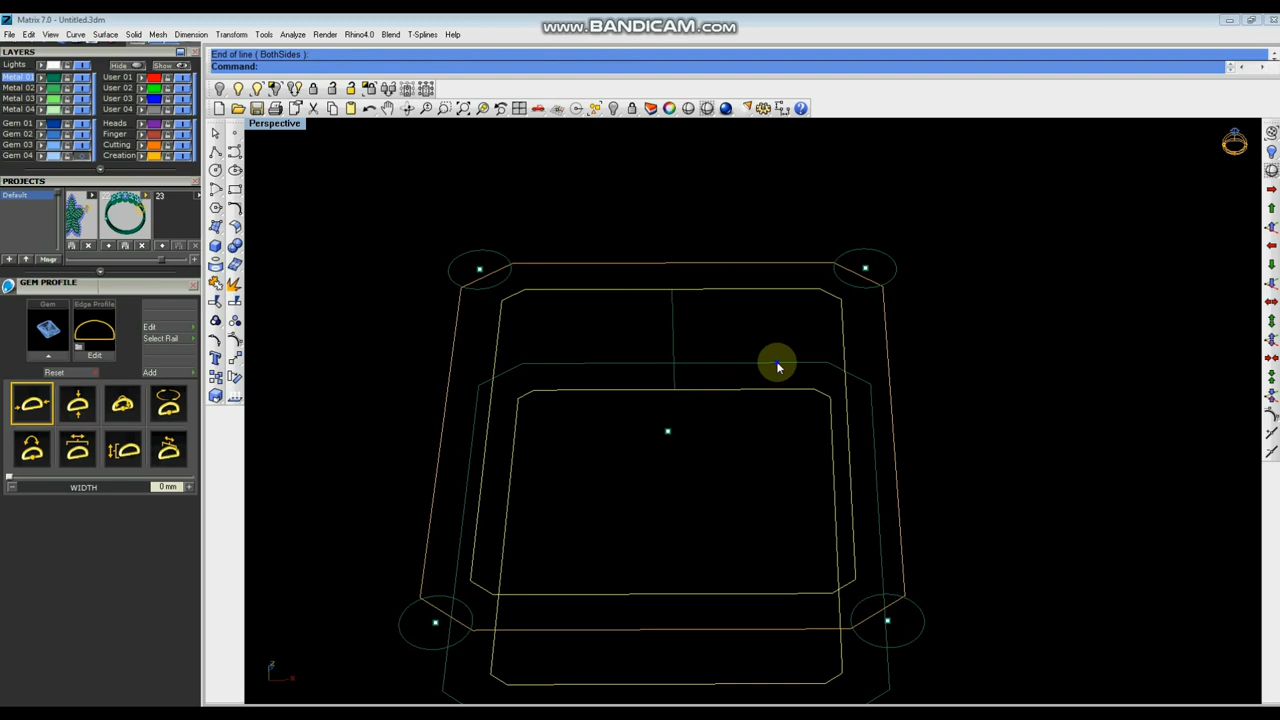 Matrix 7.0 - Untitled.3dm
www.BANDICAM.com
File Edit View Curve Surface Solid Mesh Dimension Transform Tools Analyze Render Rhino4.0 Blend T-Splines Help
LAYERS
End of line ( BothSides ):
Lights Hide Show
Command:
Metal 01 User 01
Metal 02 User 02
Metal 03 User 03
Metal 04 User 04
Gem 01 Heads
Gem 02 Finger
Gem 03 Cutting
Gem 04 Creation
Perspective
PROJECTS
Default
23
Mngr
GEM PROFILE
Gem Edge Profile
Edit
Select Rail
Edit
Reset Add
WIDTH 0 mm
z
x